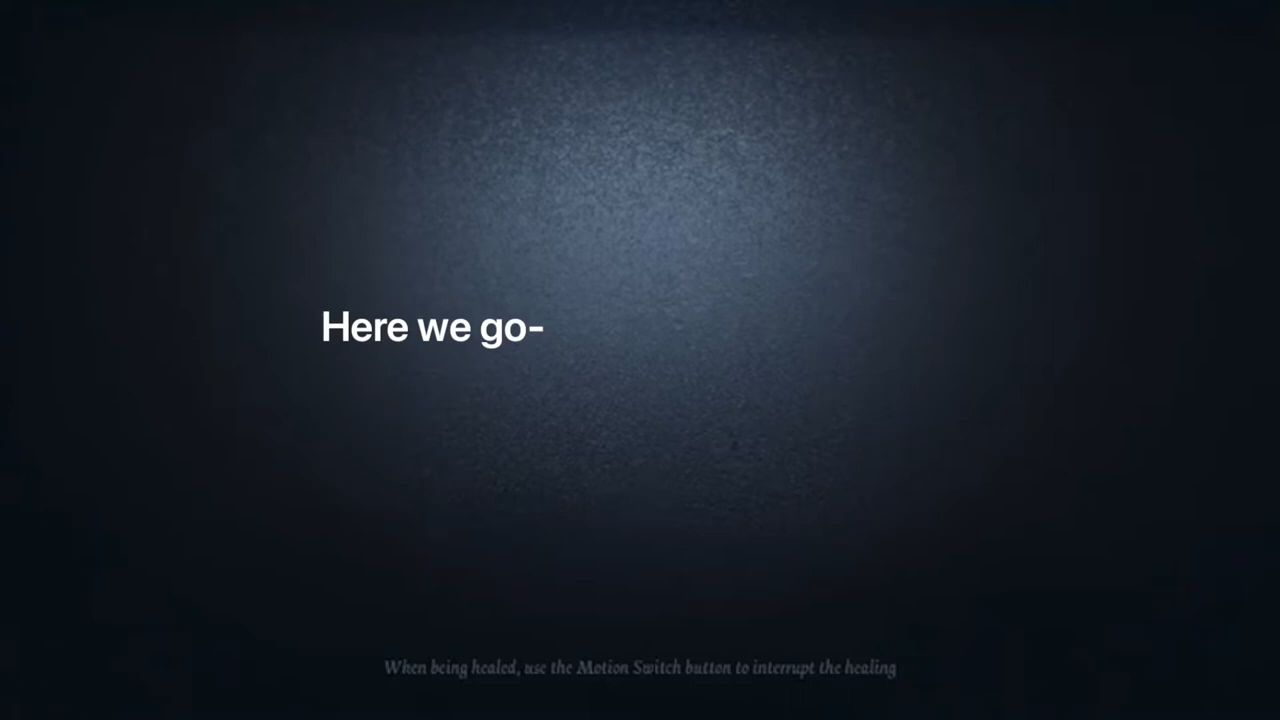 Here we go-
When being healed, use the Motion Switch button to interrupt the healing